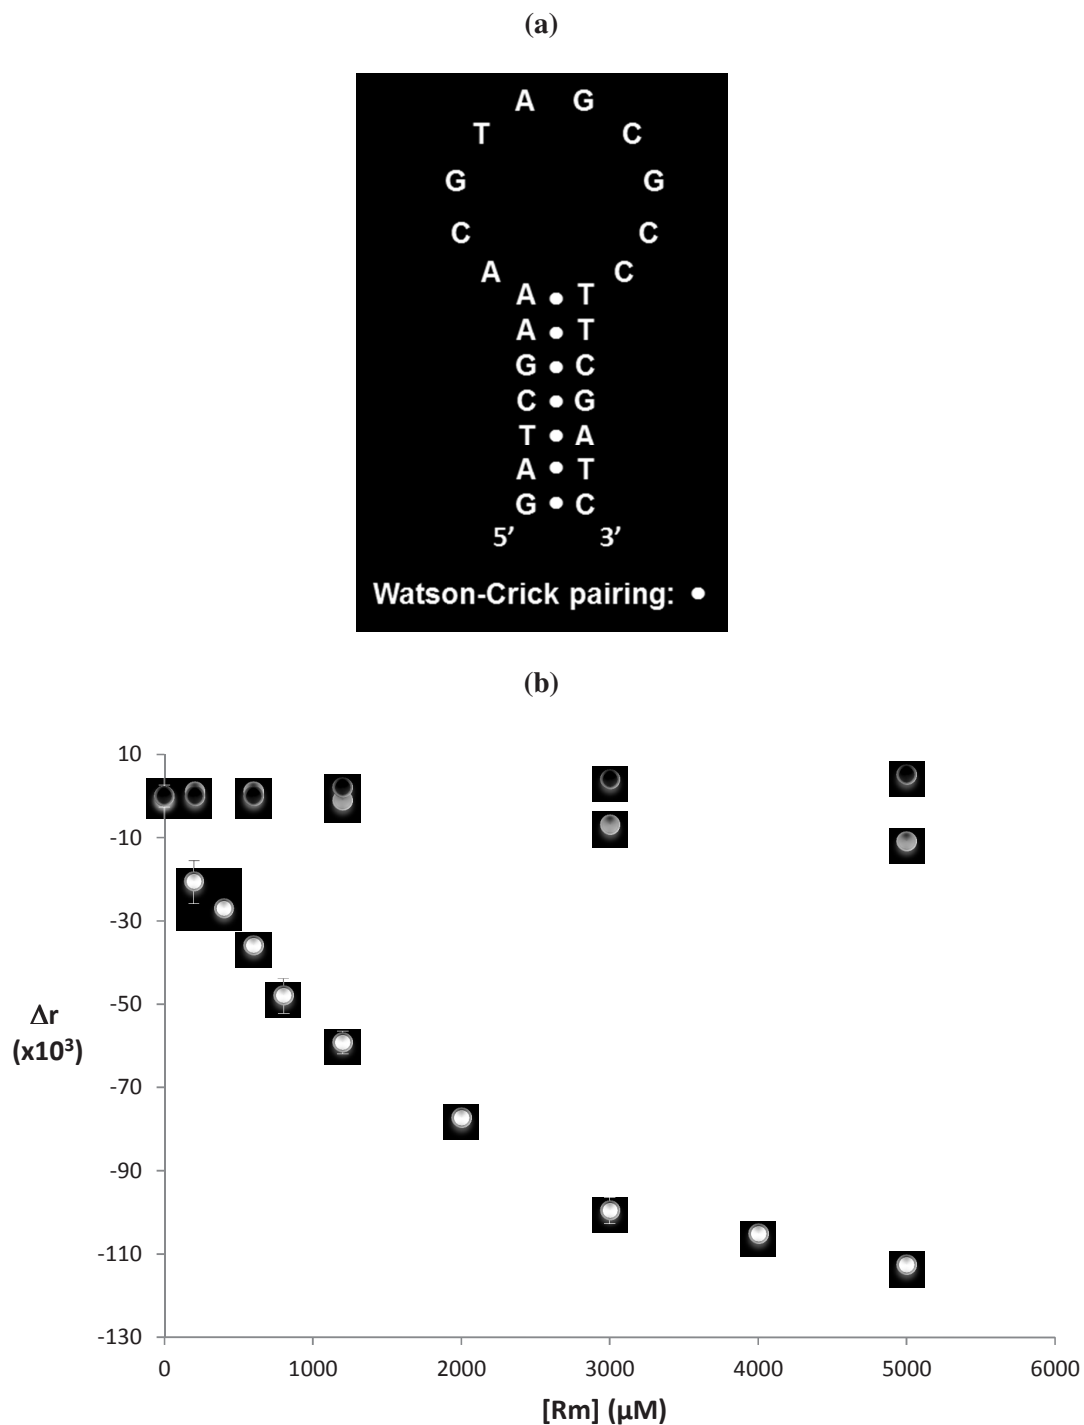 (a)
A G
T C
G G
C C
A C
A • T
A • T
G • C
C • G
T • A
A • T
G • C
5’ 3’
Watson-Crick pairing: •
(b)
10
-10
-30
-50
-70
-90
-110
-130
Δr
(x10³)
0 1000 2000 3000 4000 5000 6000
[Rm] (μM)